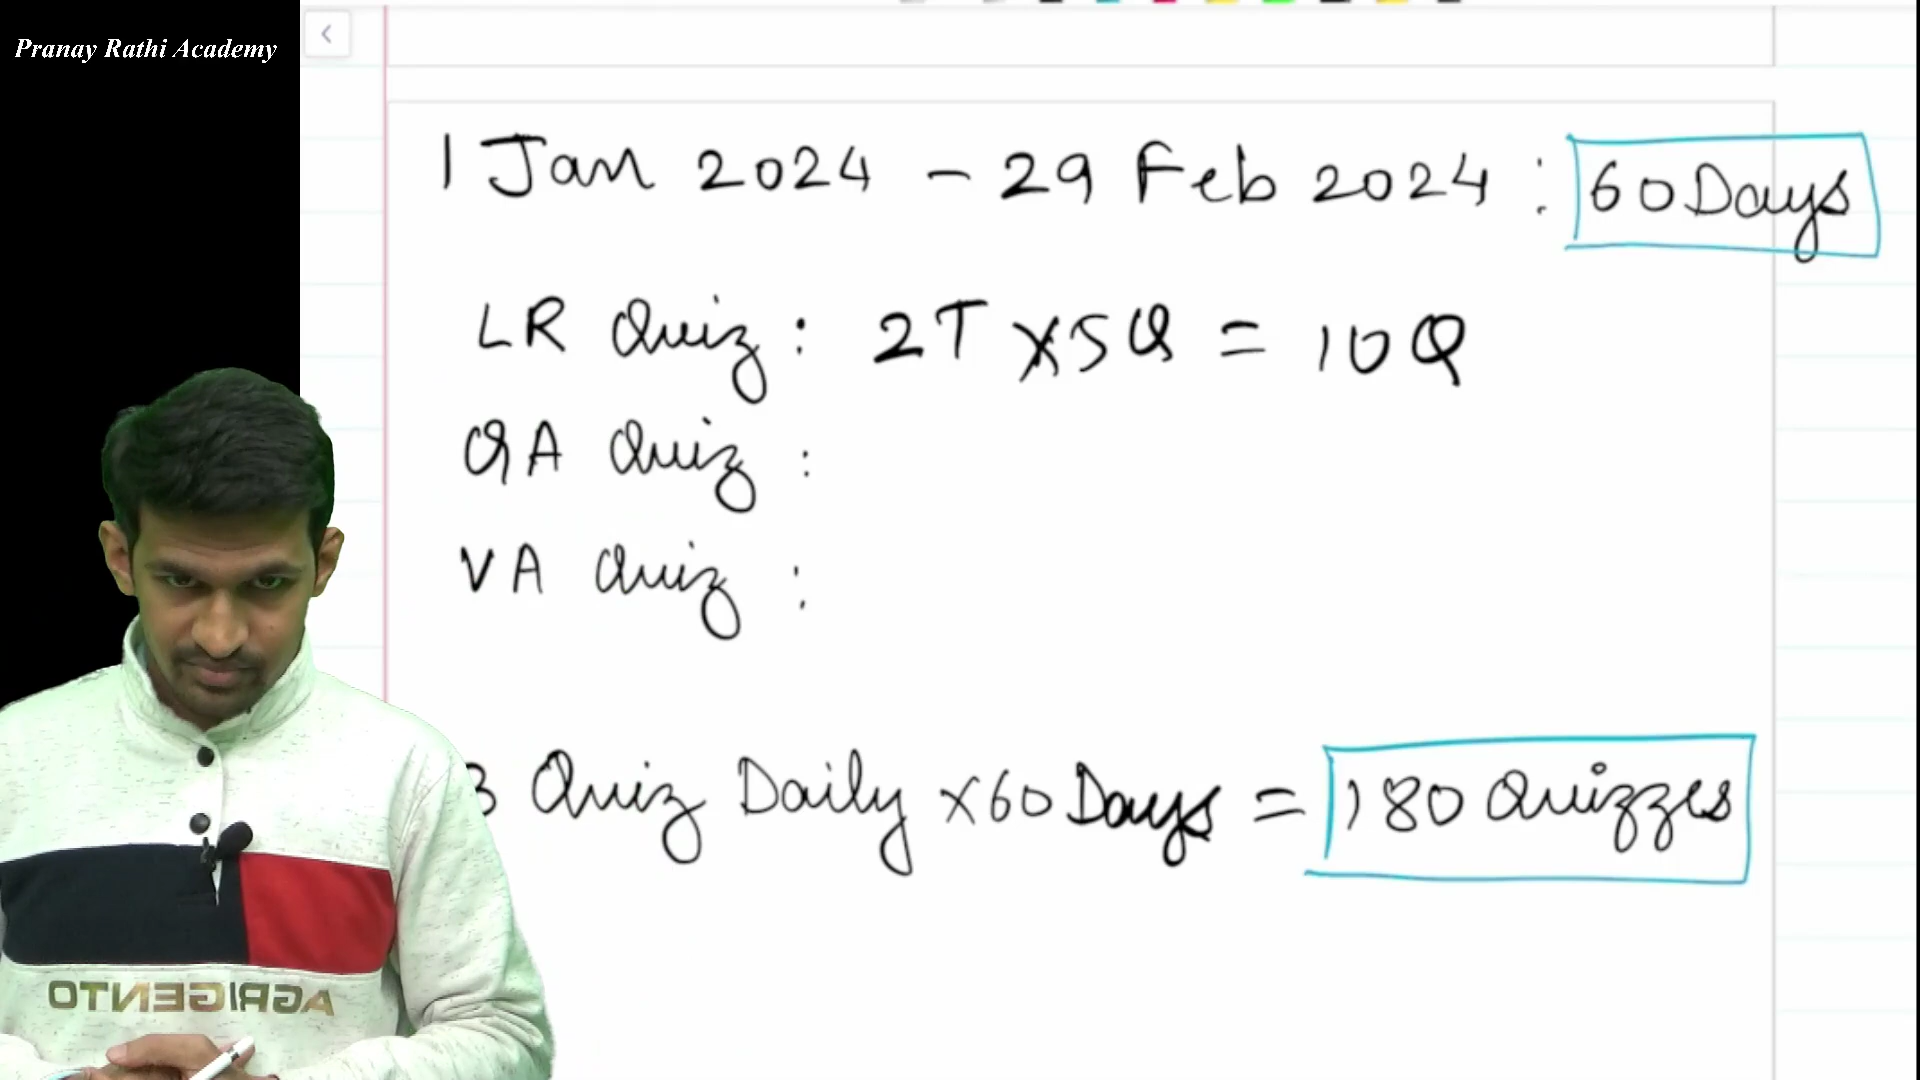 Pranay Rathi Academy
1 Jan 2024 - 29 Feb 2024 : 60 Days
LR Quiz : 2T x 5Q = 10Q
QA Quiz :
VA Quiz :
3 Quiz Daily x 60 Days = 180 Quizzes
AGRIGENTO